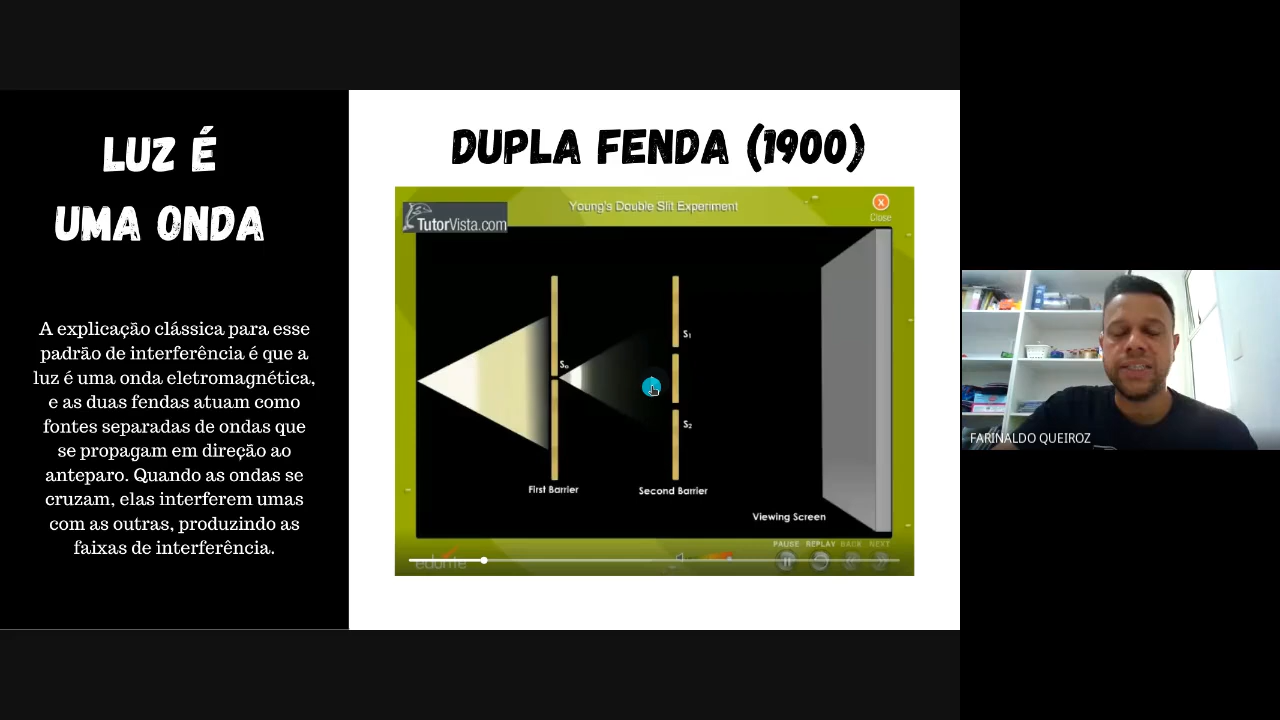 LUZ É
UMA ONDA
A explicação clássica para esse
padrão de interferência é que a
luz é uma onda eletromagnética,
e as duas fendas atuam como
fontes separadas de ondas que
se propagam em direção ao
anteparo. Quando as ondas se
cruzam, elas interferem umas
com as outras, produzindo as
faixas de interferência.
DUPLA FENDA (1900)
Young's Double Slit Experiment
TutorVista.com
Close
S₁
S₂
First Barrier
Second Barrier
Viewing Screen
PAUSE REPLAY BACK NEXT
FARINALDO QUEIROZ